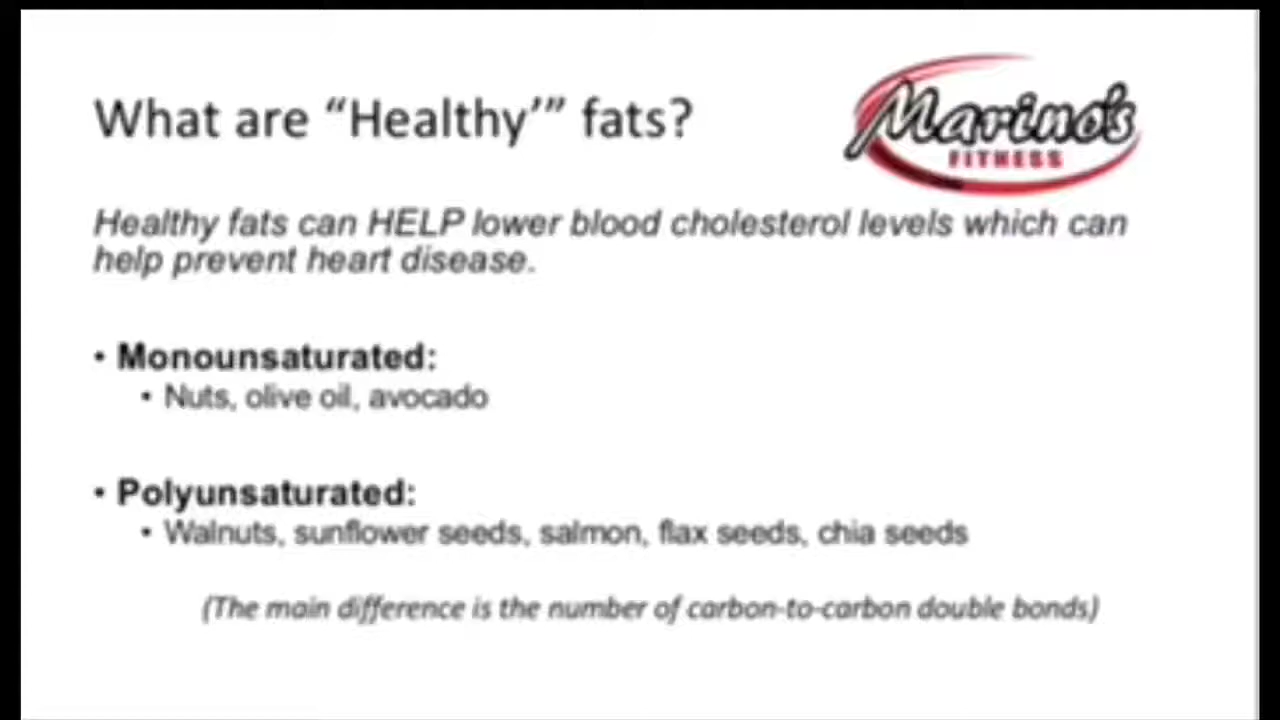 What are “Healthy’” fats?
Marino's
FITNESS
Healthy fats can HELP lower blood cholesterol levels which can
help prevent heart disease.
• Monounsaturated:
• Nuts, olive oil, avocado
• Polyunsaturated:
• Walnuts, sunflower seeds, salmon, flax seeds, chia seeds
(The main difference is the number of carbon-to-carbon double bonds)